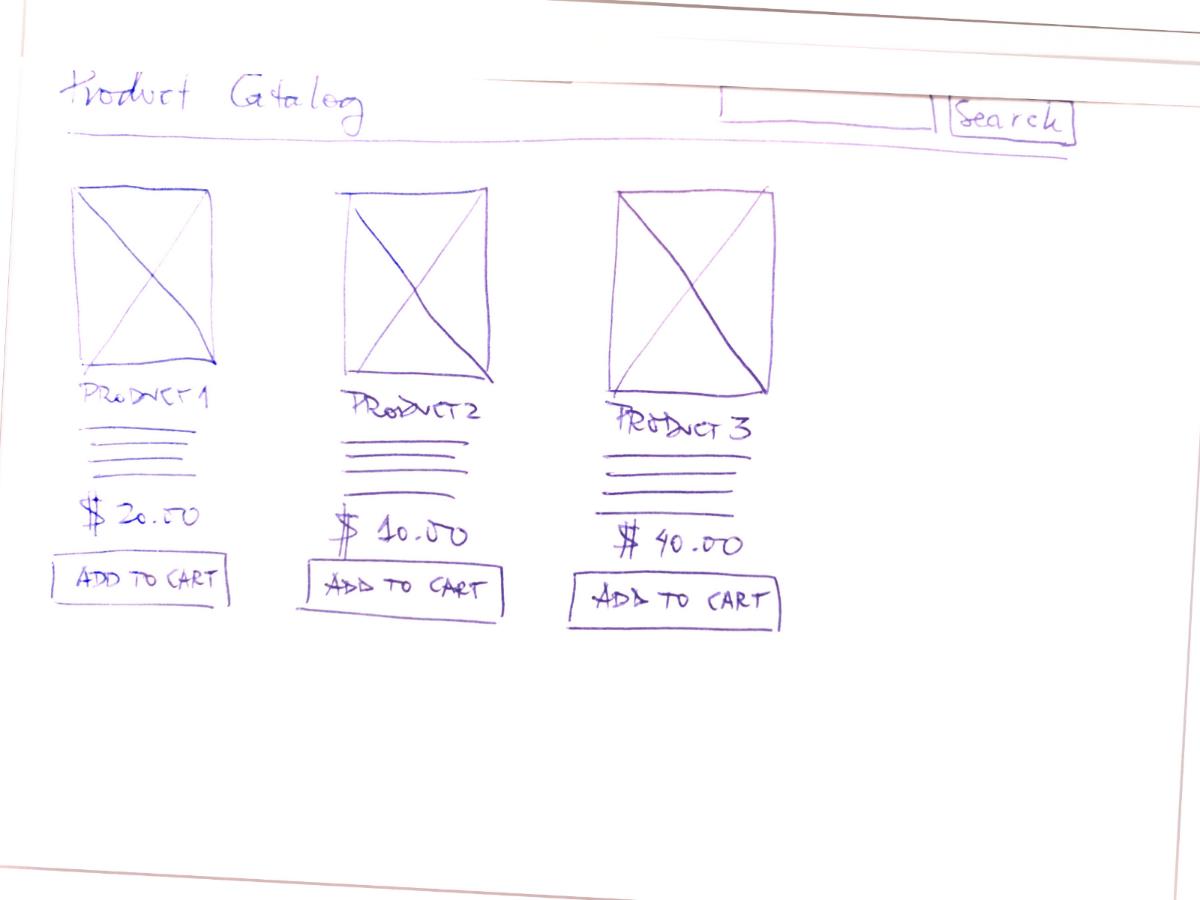 Product Catalog
Search
PRODUCT 1
PRODUCT 2
PRODUCT 3
$ 20.00
$ 10.00
$ 40.00
ADD TO CART
ADD TO CART
ADD TO CART